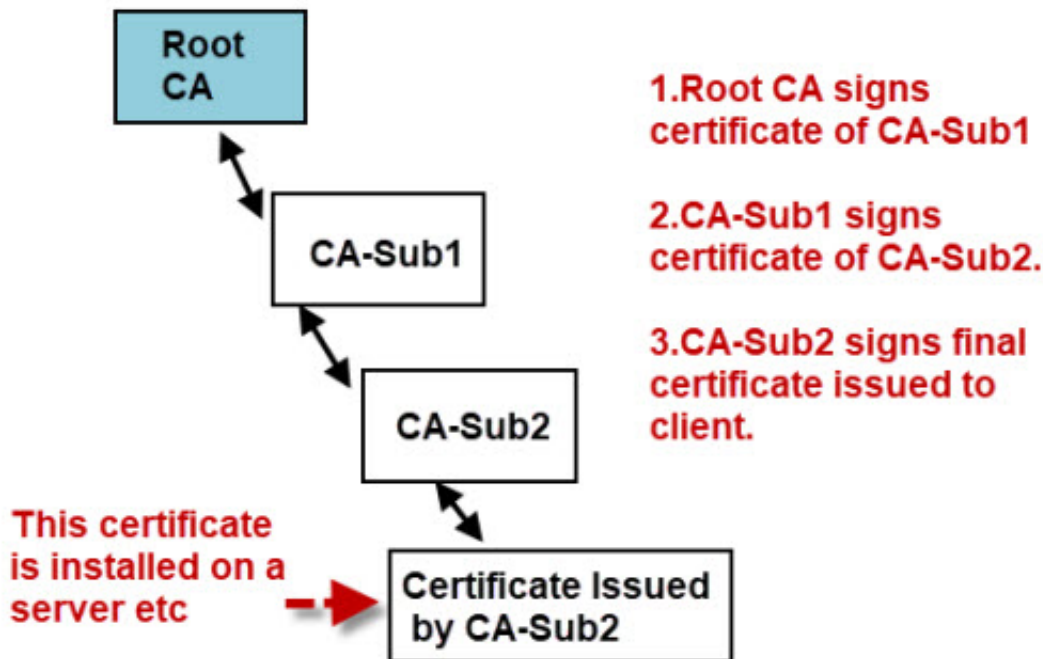 Root
CA
1.Root CA signs
certificate of CA-Sub1
CA-Sub1
2.CA-Sub1 signs
certificate of CA-Sub2.
CA-Sub2
3.CA-Sub2 signs final
certificate issued to
client.
This certificate
is installed on a
server etc
Certificate Issued
by CA-Sub2